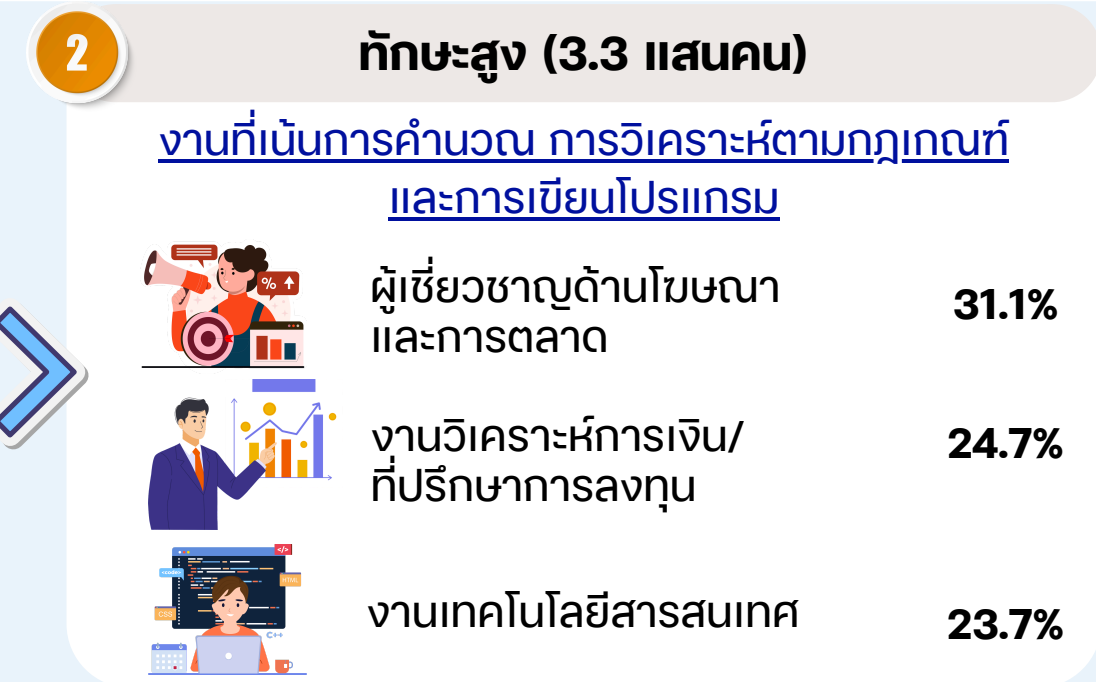 2
ทักษะสูง (3.3 แสนคน)
งานที่เน้นการคำนวณ การวิเคราะห์ตามกฎเกณฑ์
และการเขียนโปรแกรม
% 
ผู้เชี่ยวชาญด้านโฆษณา
และการตลาด
31.1%
งานวิเคราะห์การเงิน/
ที่ปรึกษาการลงทุน
24.7%
</>
HTML
CSS
C++
งานเทคโนโลยีสารสนเทศ
23.7%